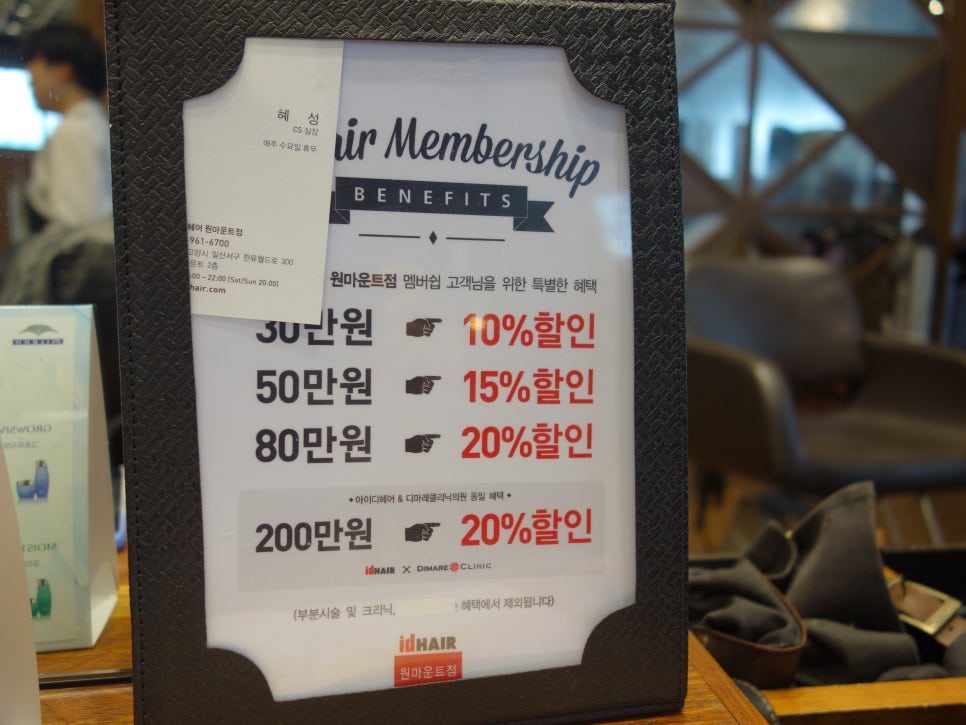 혜 성
CS 실장
매주 수요일 휴무
헤어 원마운트점
-961-6700
고양시 일산서구 한류월드로 300
운트 2층
:00 - 22:00 (Sat/Sun 20:00)
hair.com
air Membership
BENEFITS
원마운트점 멤버쉽 고객님을 위한 특별한 혜택
30만원 10%할인
50만원 15%할인
80만원 20%할인
아이디헤어 & 디마레클리닉의원 동일 혜택
200만원 20%할인
idHAIR X DIMARE CLINIC
(부분시술 및 크리닉, 는 혜택에서 제외됩니다)
idHAIR
원마운트점
MILBON
GROWSIV
MOIST